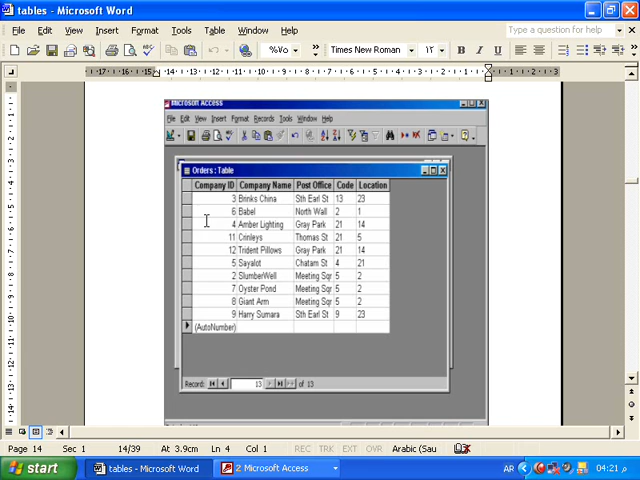 tables - Microsoft Word
File Edit View Insert Format Tools Table Window Help Type a question for help
%٧٥ Times New Roman ١٢ B I U
Microsoft Access
File Edit View Insert Format Records Tools Window Help
Orders : Table
Company ID Company Name Post Office Code Location
3 Brinks China Sth Earl St 13 23
6 Babel North Wall 2 1
4 Amber Lighting Gray Park 21 14
11 Crinleys Thomas St 21 5
12 Trident Pillows Gray Park 21 14
5 Sayalot Chatam St 4 21
2 SlumberWell Meeting Sqr 5 2
7 Oyster Pond Meeting Sqr 5 2
8 Giant Arm Meeting Sqr 5 2
9 Harry Sumara Sth Earl St 9 23
(AutoNumber)
Record: 13 of 13
Page 14 Sec 1 14/39 At 3.9cm Ln 4 Col 1 REC TRK EXT OVR Arabic (Sau
start tables - Microsoft Word 2 Microsoft Access AR 04:21 م